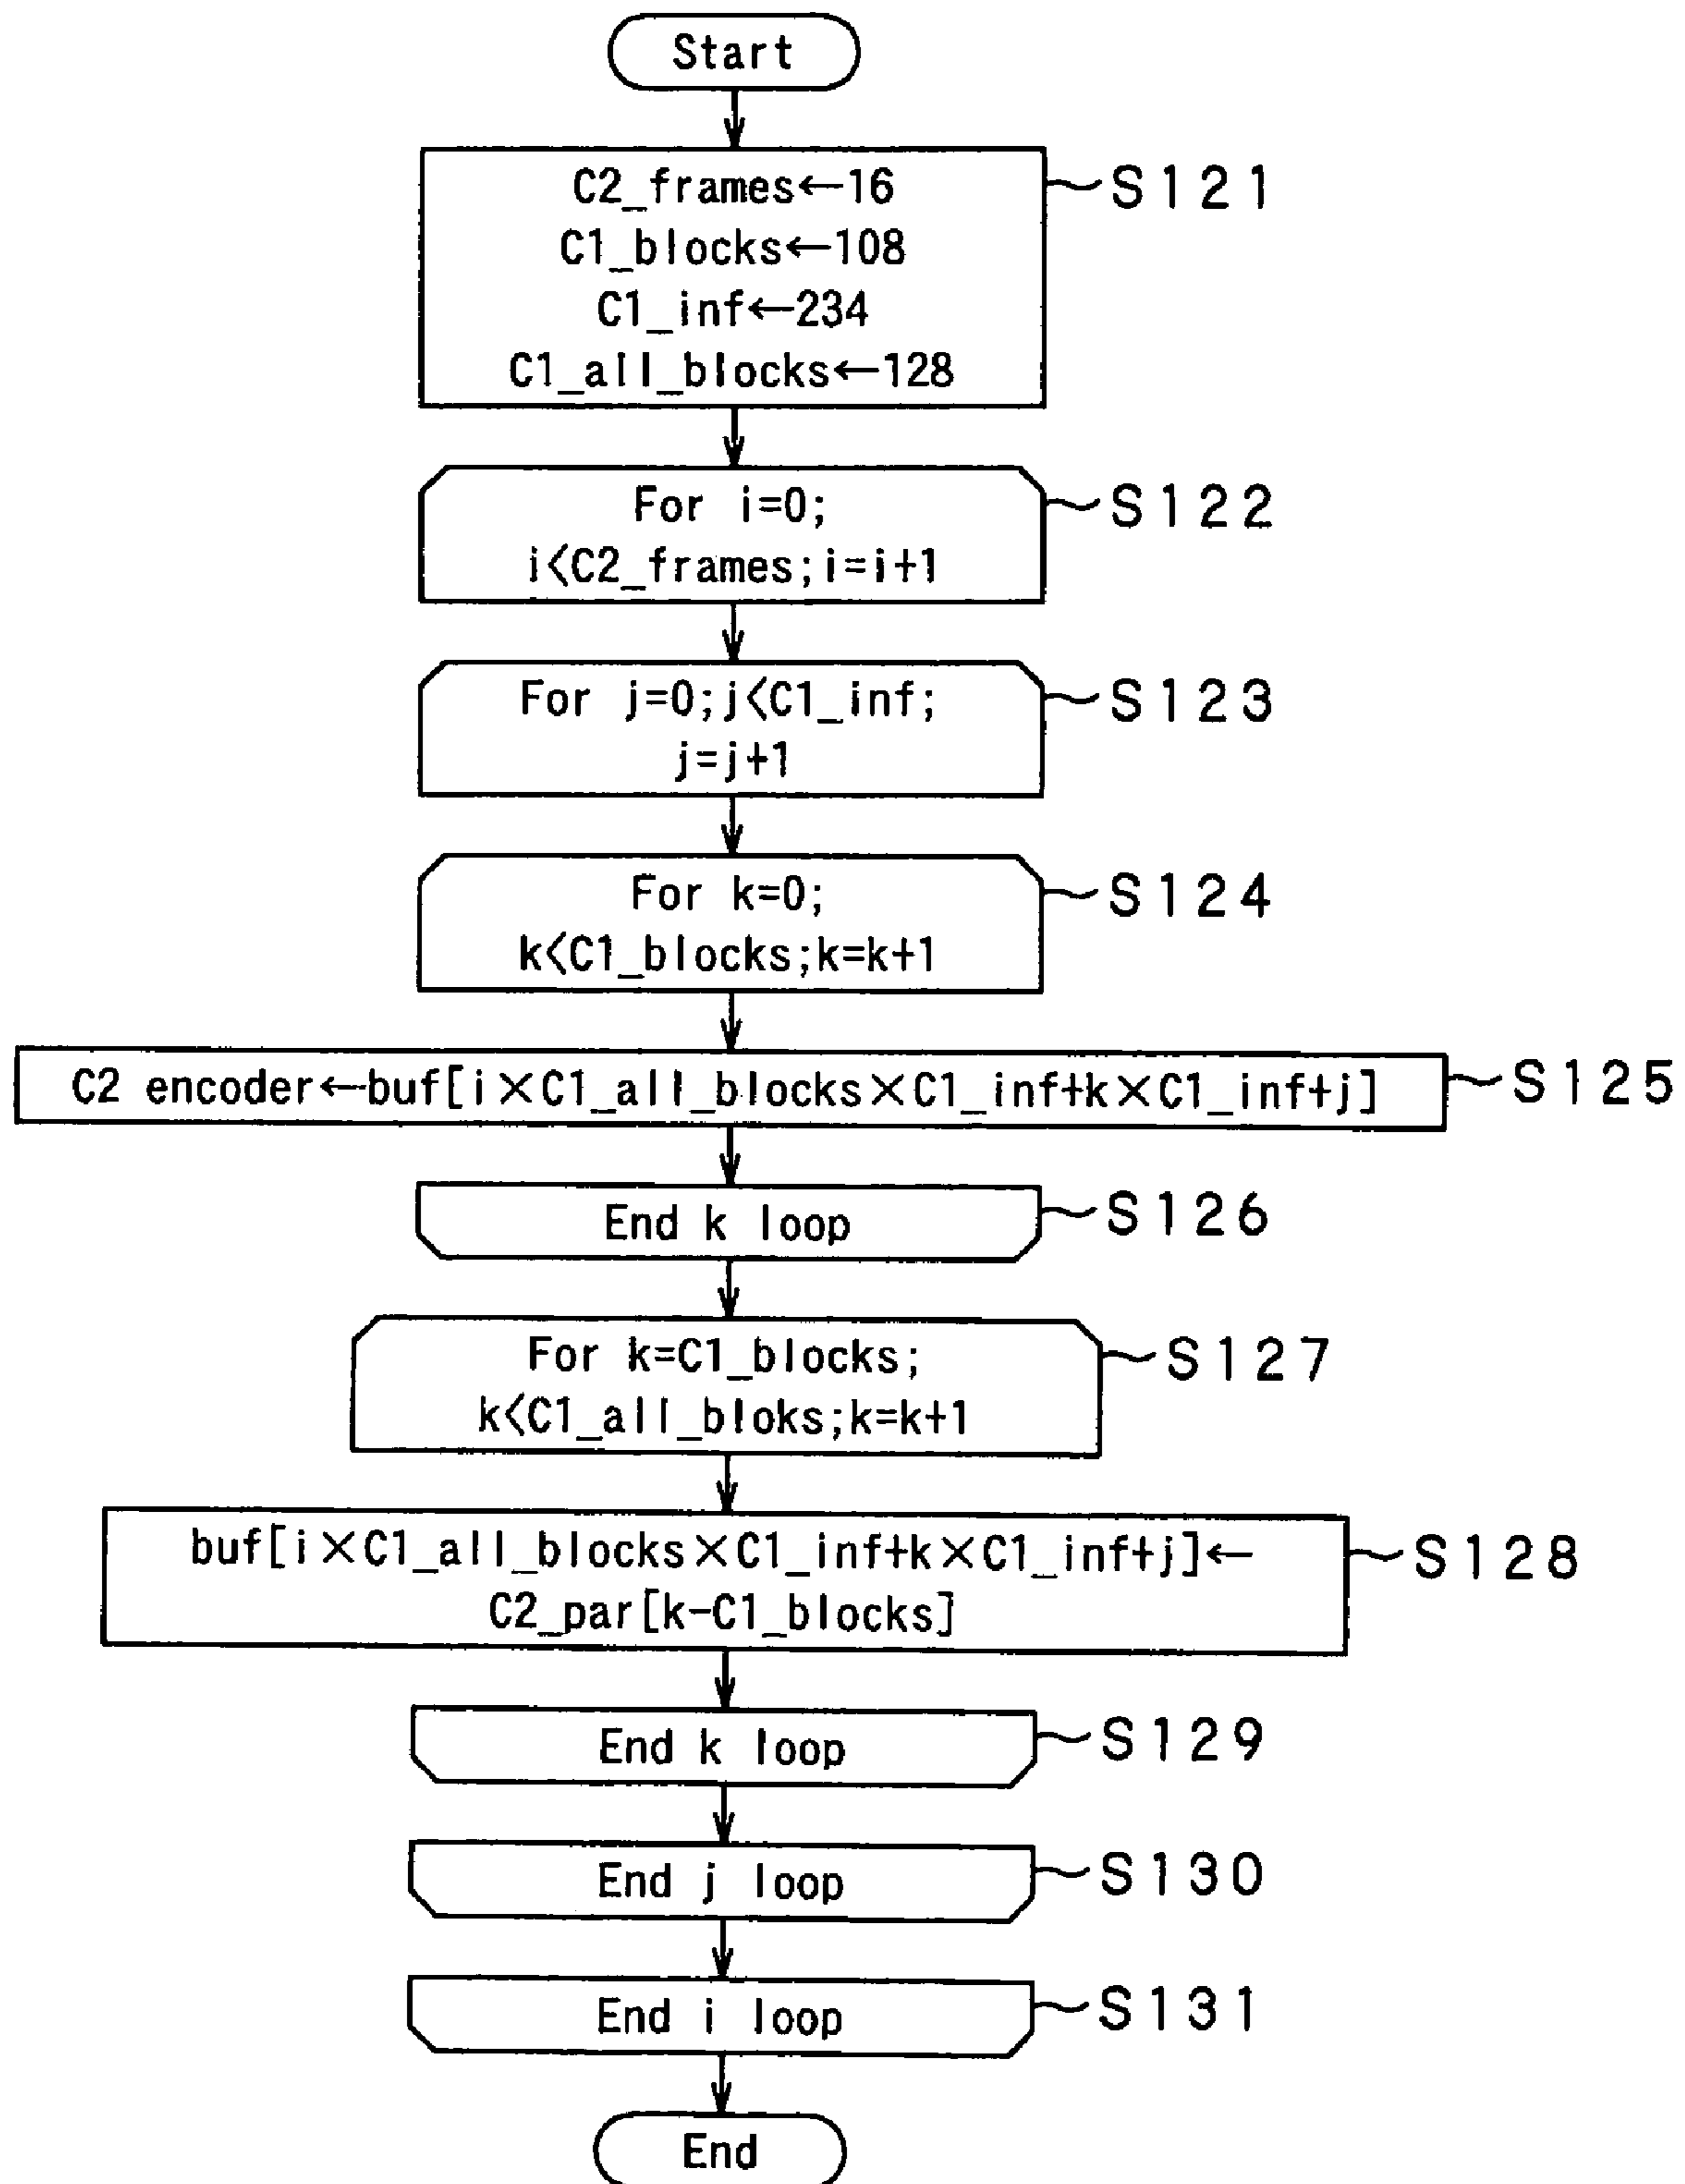 Start
C2_frames←16
C1_blocks←108
C1_inf←234
C1_all_blocks←128
S121
For i=0;
i<C2_frames;i=i+1
S122
For j=0;j<C1_inf;
j=j+1
S123
For k=0;
k<C1_blocks;k=k+1
S124
C2 encoder←buf[i×C1_all_blocks×C1_inf+k×C1_inf+j]
S125
End k loop
S126
For k=C1_blocks;
k<C1_all_bloks;k=k+1
S127
buf[i×C1_all_blocks×C1_inf+k×C1_inf+j]←
C2_par[k-C1_blocks]
S128
End k loop
S129
End j loop
S130
End i loop
S131
End